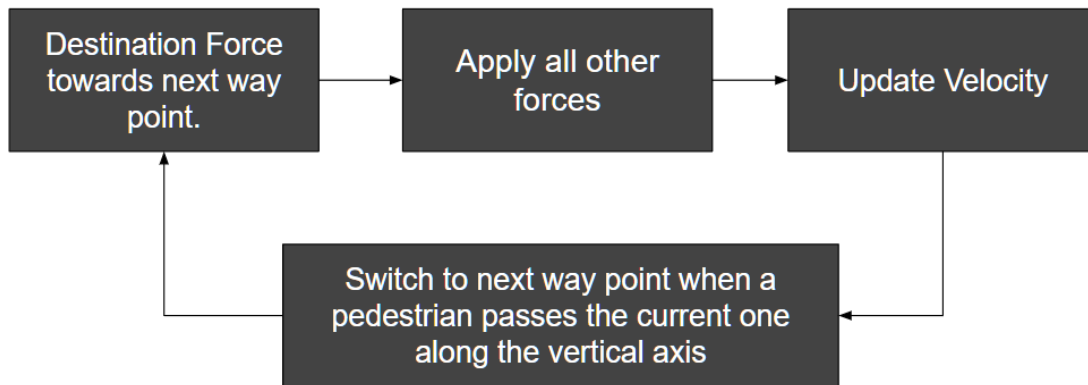 Destination Force
towards next way
point.
Apply all other
forces
Update Velocity
Switch to next way point when a
pedestrian passes the current one
along the vertical axis